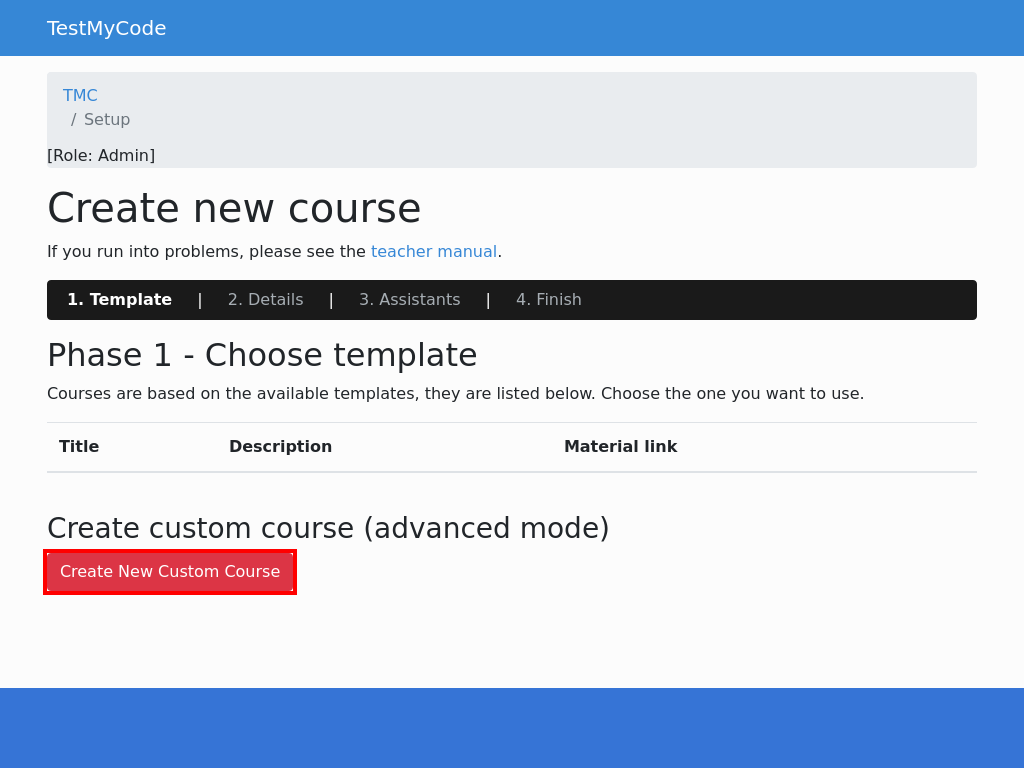 TestMyCode
TMC
/ Setup
[Role: Admin]
Create new course
If you run into problems, please see the teacher manual.
1. Template | 2. Details | 3. Assistants | 4. Finish
Phase 1 - Choose template
Courses are based on the available templates, they are listed below. Choose the one you want to use.
Title Description Material link
Create custom course (advanced mode)
Create New Custom Course